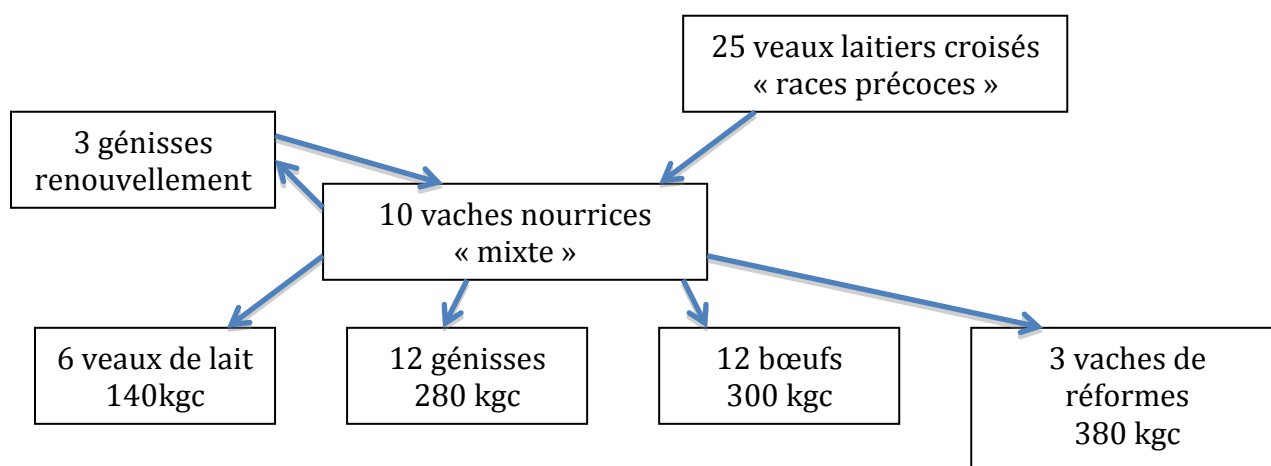 25 veaux laitiers croisés
« races précoces »
3 génisses
renouvellement
10 vaches nourrices
« mixte »
6 veaux de lait
140kgc
12 génisses
280 kgc
12 bœufs
300 kgc
3 vaches de
réformes
380 kgc